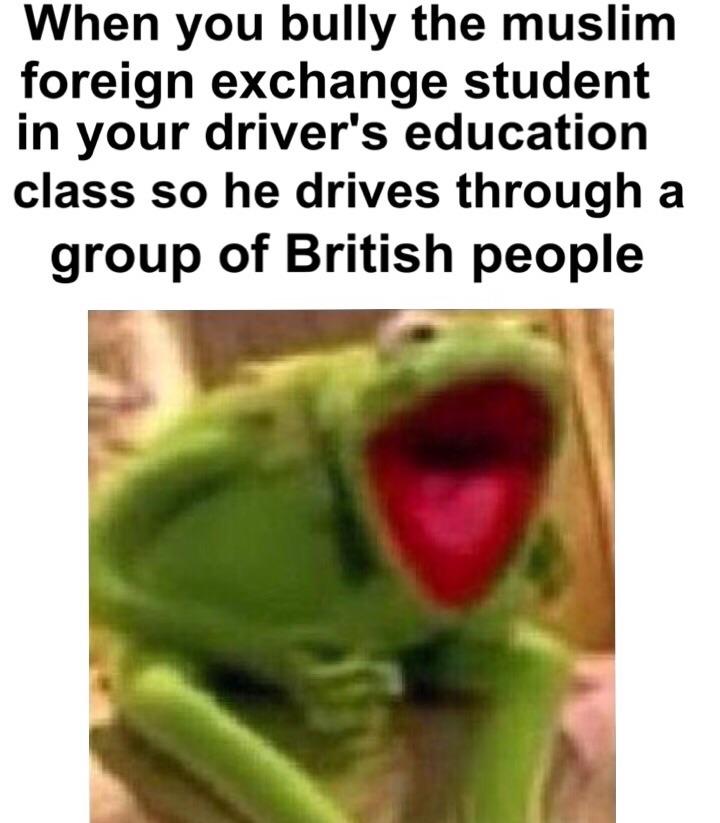 When you bully the muslim
foreign exchange student
in your driver's education
class so he drives through a
group of British people